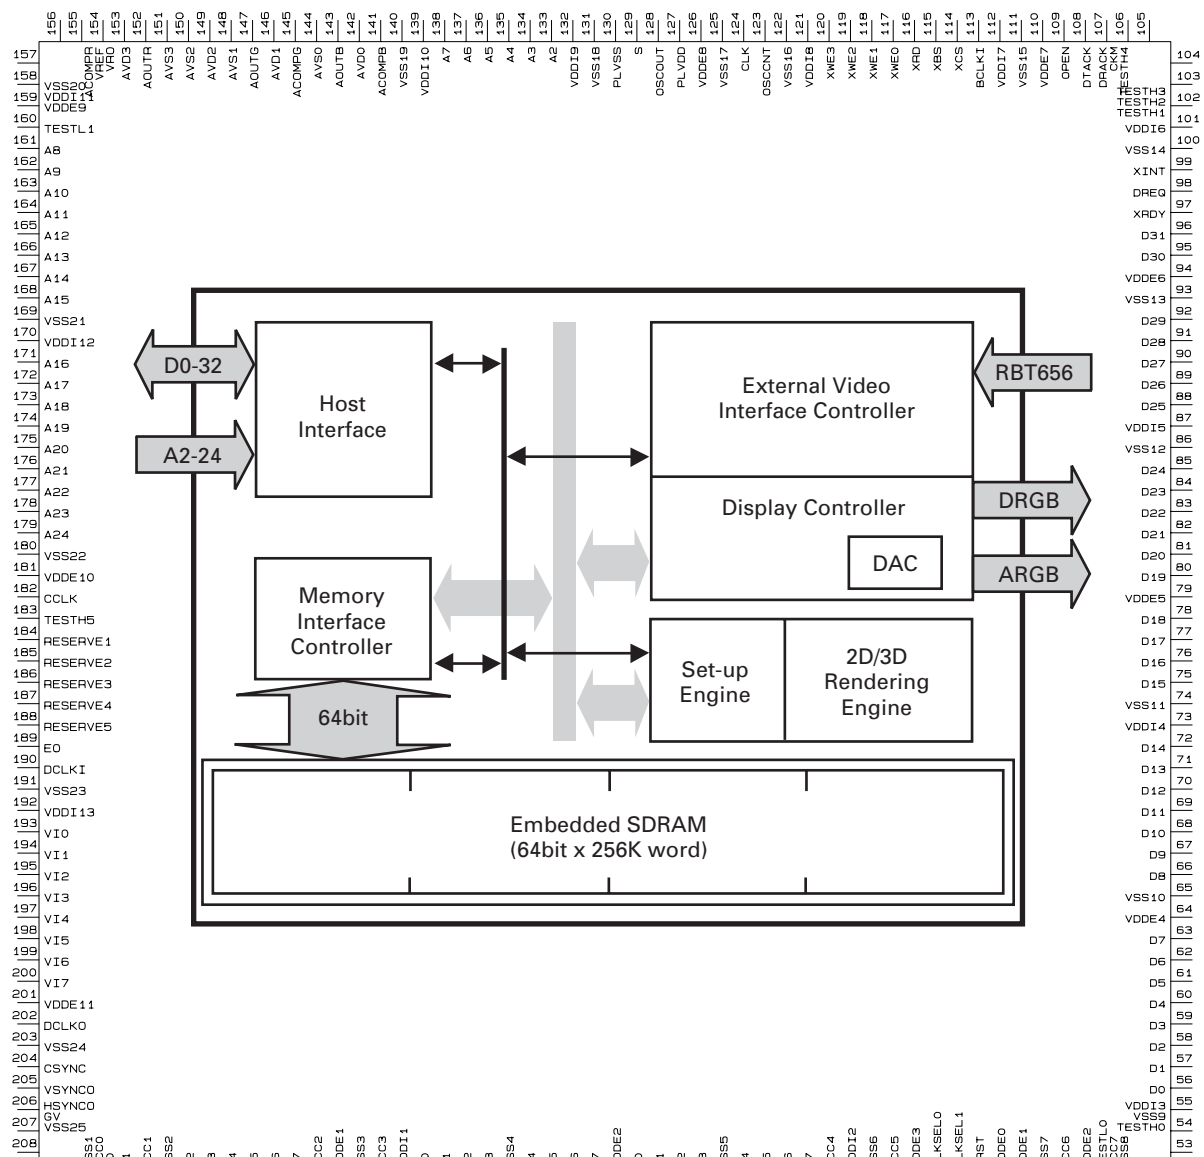 156 155 154 153 152 151 150 149 148 147 146 145 144 143 142 141 140 139 138 137 136 135 134 133 132 131 130 129 128 127 126 125 124 123 122 121 120 119 118 117 116 115 114 113 112 111 110 109 108 107 106 105
ACOMPR VREF VRO AVD3 AOUTR AVS3 AVS2 AVD2 AVS1 AOUTG AVD1 ACOMPG AVS0 AOUTB AVD0 ACOMPB VSS19 VDDI10 A7 A6 A5 A4 A3 A2 VDDI9 VSS18 PLVSS S OSCOUT PLVDD VDDE8 VSS17 CLK OSCCNT VSS16 VDDI8 XWE3 XWE2 XWE1 XWE0 XRD XBS XCS BCLKI VDDI7 VSS15 VDDE7 OPEN DTACK DRACK CKM TESTH4
157
158 VSS20
159 VDDI11
VDDE9
160 TESTL1
161 A8
162 A9
163 A10
164 A11
165 A12
166 A13
167 A14
168 A15
169 VSS21
170 VDDI12
171 A16
172 A17
173 A18
174 A19
175 A20
176 A21
177 A22
178 A23
179 A24
180 VSS22
181 VDDE10
182 CCLK
183 TESTH5
184 RESERVE1
185 RESERVE2
186 RESERVE3
187 RESERVE4
188 RESERVE5
189 EO
190 DCLKI
191 VSS23
192 VDDI13
193 VI0
194 VI1
195 VI2
196 VI3
197 VI4
198 VI5
199 VI6
200 VI7
201 VDDE11
202 DCLKO
203 VSS24
204 CSYNC
205 VSYNCO
206 HSYNCO
207 GV
VSS25
208
D0-32
A2-24
Host
Interface
Memory
Interface
Controller
64bit
External Video
Interface Controller
RBT656
Display Controller
DAC
DRGB
ARGB
Set-up
Engine
2D/3D
Rendering
Engine
Embedded SDRAM
(64bit x 256K word)
104
103
TESTH3
TESTH2 102
TESTH1 101
VDDI6 100
VSS14 99
XINT 98
DREQ 97
XRDY 96
D31 95
D30 94
VDDE6 93
VSS13 92
D29 91
D28 90
D27 89
D26 88
D25 87
VDDI5 86
VSS12 85
D24 84
D23 83
D22 82
D21 81
D20 80
D19 79
VDDE5 78
D18 77
D17 76
D16 75
D15 74
VSS11 73
VDDI4 72
D14 71
D13 70
D12 69
D11 68
D10 67
D9 66
D8 65
VSS10 64
VDDE4 63
D7 62
D6 61
D5 60
D4 59
D3 58
D2 57
D1 56
D0 55
VDDI3
VSS9 54
TESTH0
53